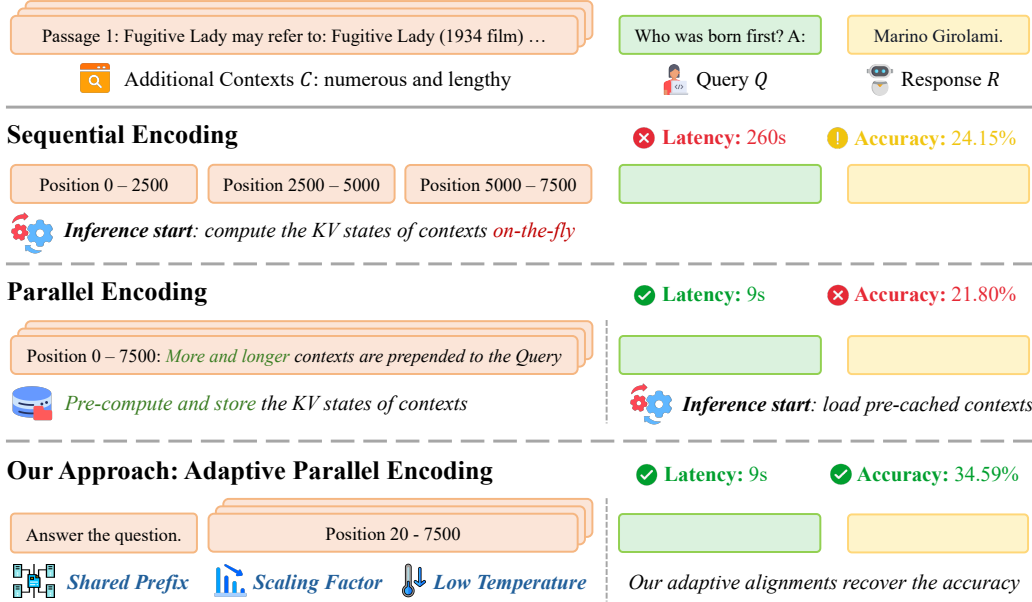 Passage 1: Fugitive Lady may refer to: Fugitive Lady (1934 film) …
Who was born first? A:
Marino Girolami.
Additional Contexts C: numerous and lengthy
Query Q
Response R
Sequential Encoding
Latency: 260s
Accuracy: 24.15%
Position 0 – 2500
Position 2500 – 5000
Position 5000 – 7500
Inference start: compute the KV states of contexts on-the-fly
Parallel Encoding
Latency: 9s
Accuracy: 21.80%
Position 0 – 7500: More and longer contexts are prepended to the Query
Pre-compute and store the KV states of contexts
Inference start: load pre-cached contexts
Our Approach: Adaptive Parallel Encoding
Latency: 9s
Accuracy: 34.59%
Answer the question.
Position 20 - 7500
Shared Prefix
Scaling Factor
Low Temperature
Our adaptive alignments recover the accuracy